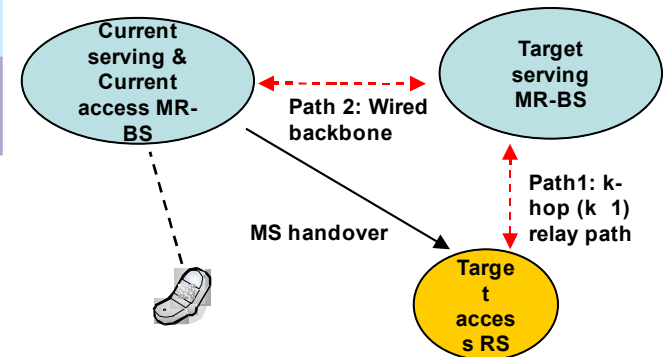 Current
serving &
Current
access MR-
BS
Target
serving
MR-BS
Path 2: Wired
backbone
Path1: k-
hop (k 1)
relay path
MS handover
Targe
t
acces
s RS